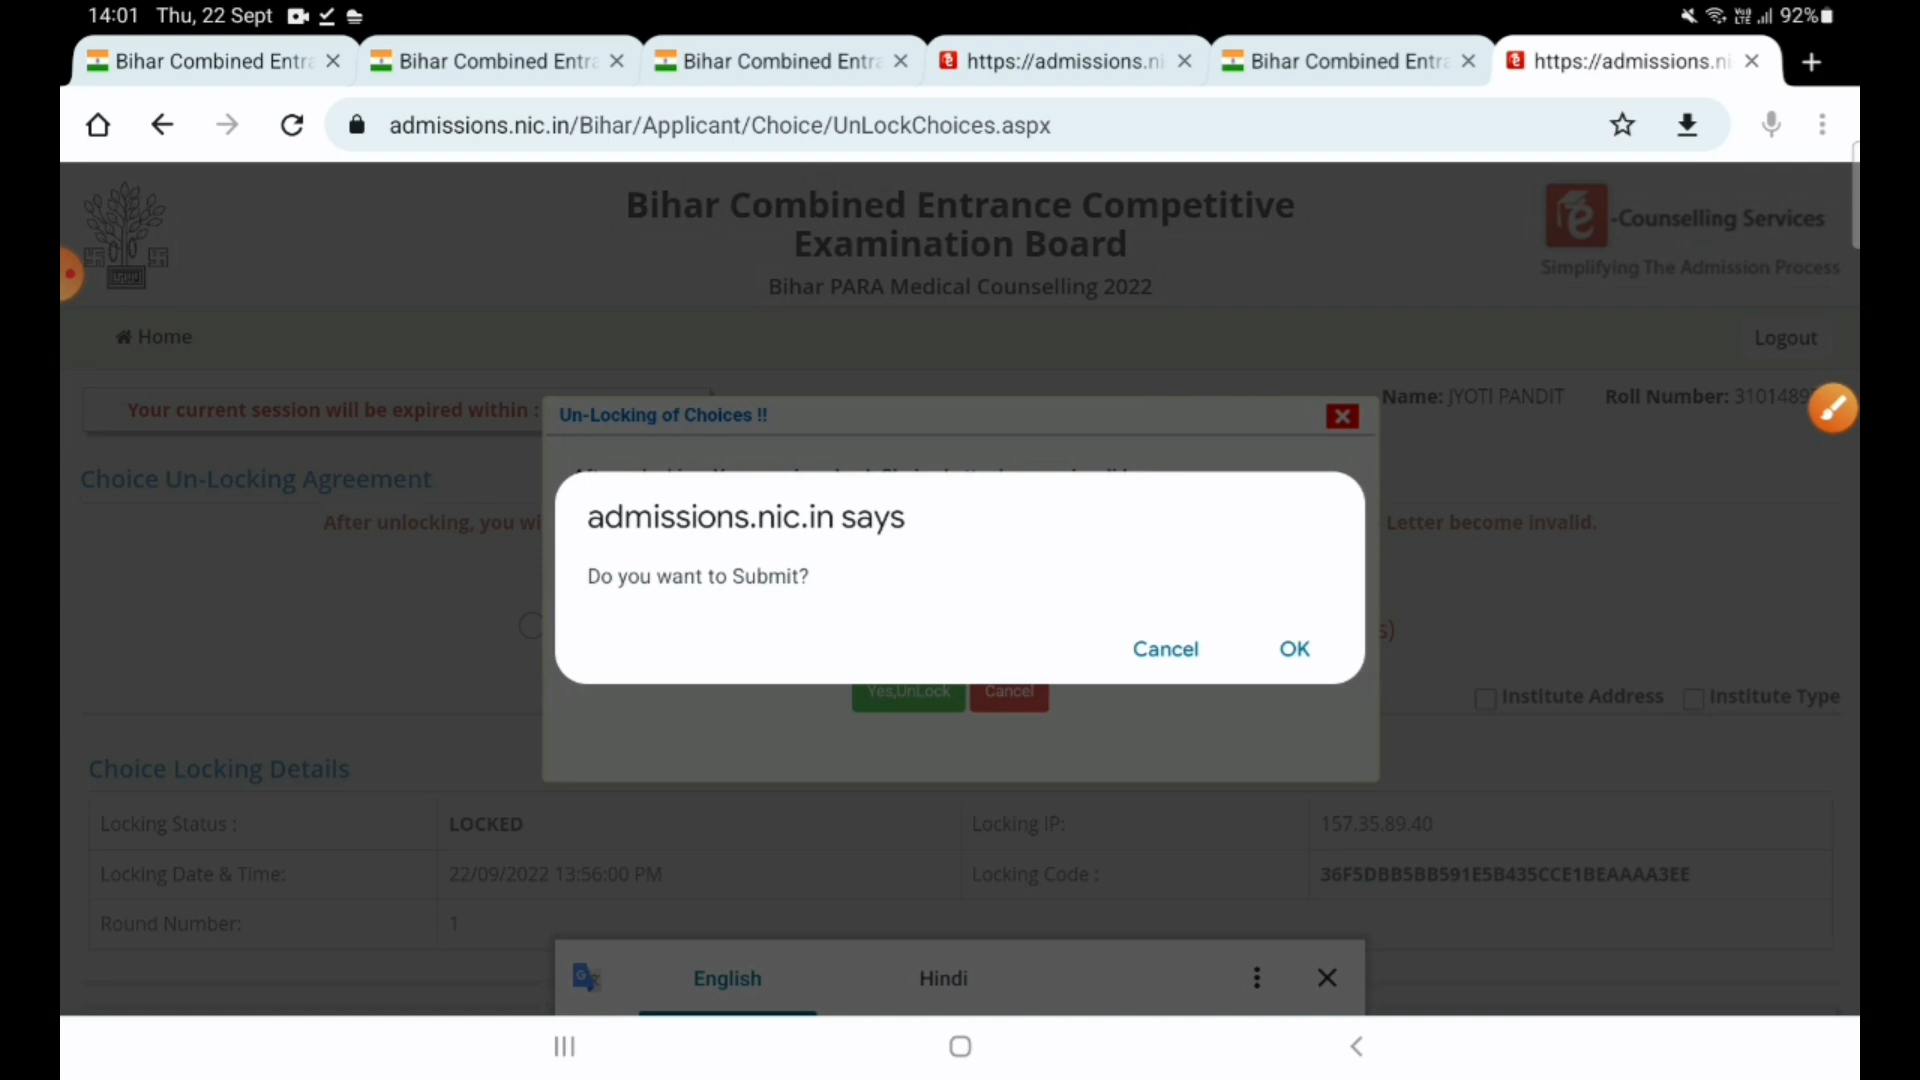 14:01 Thu, 22 Sept 92%
Bihar Combined Entra Bihar Combined Entra Bihar Combined Entra https://admissions.ni Bihar Combined Entra https://admissions.ni
admissions.nic.in/Bihar/Applicant/Choice/UnLockChoices.aspx
Bihar Combined Entrance Competitive
Examination Board
Bihar PARA Medical Counselling 2022
e-Counselling Services
Simplifying The Admission Process
Home Logout
Your current session will be expired within :
Name: JYOTI PANDIT Roll Number: 3101489
Un-Locking of Choices !!
Choice Un-Locking Agreement
After unlocking, you wi Letter become invalid.
admissions.nic.in says
Do you want to Submit?
Cancel OK
s)
Yes,UnLock Cancel
Institute Address Institute Type
Choice Locking Details
Locking Status : LOCKED Locking IP: 157.35.89.40
Locking Date & Time: 22/09/2022 13:56:00 PM Locking Code : 36F5DBB5BB591E5B435CCE1BEAAAA3EE
Round Number: 1
English Hindi